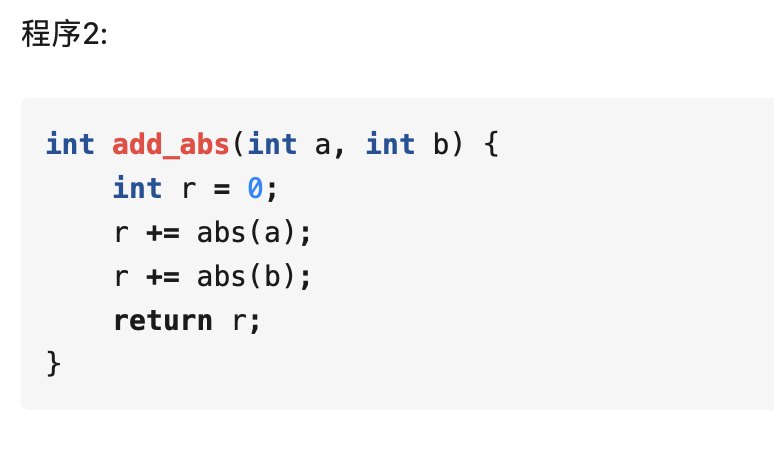 程序2:
int add_abs(int a, int b) {
    int r = 0;
    r += abs(a);
    r += abs(b);
    return r;
}